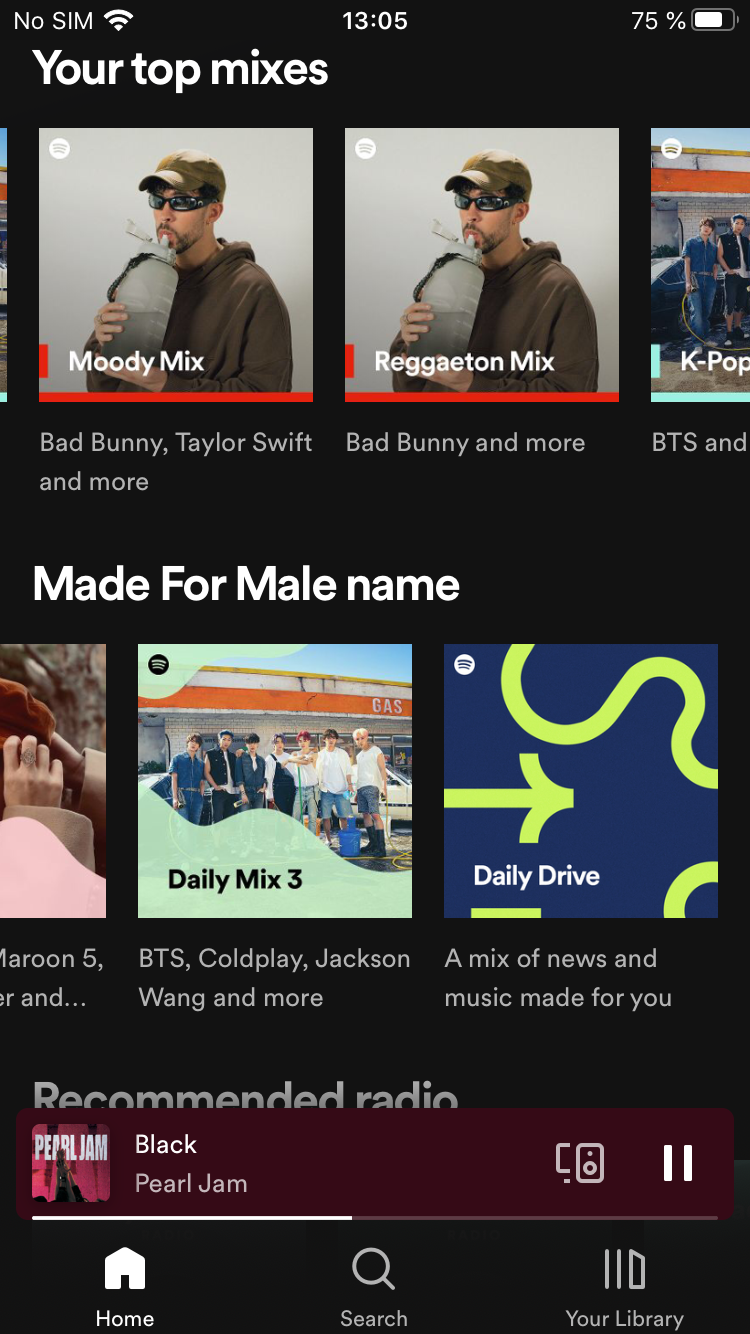 No SIM 13:05 75 %
Your top mixes
Moody Mix
Reggaeton Mix
K-Pop
Bad Bunny, Taylor Swift
and more
Bad Bunny and more
BTS and
Made For Male name
GAS
Daily Mix 3
Daily Drive
Maroon 5,
er and...
BTS, Coldplay, Jackson
Wang and more
A mix of news and
music made for you
Recommended radio
PEARL JAM
Black
Pearl Jam
Home
Search
Your Library